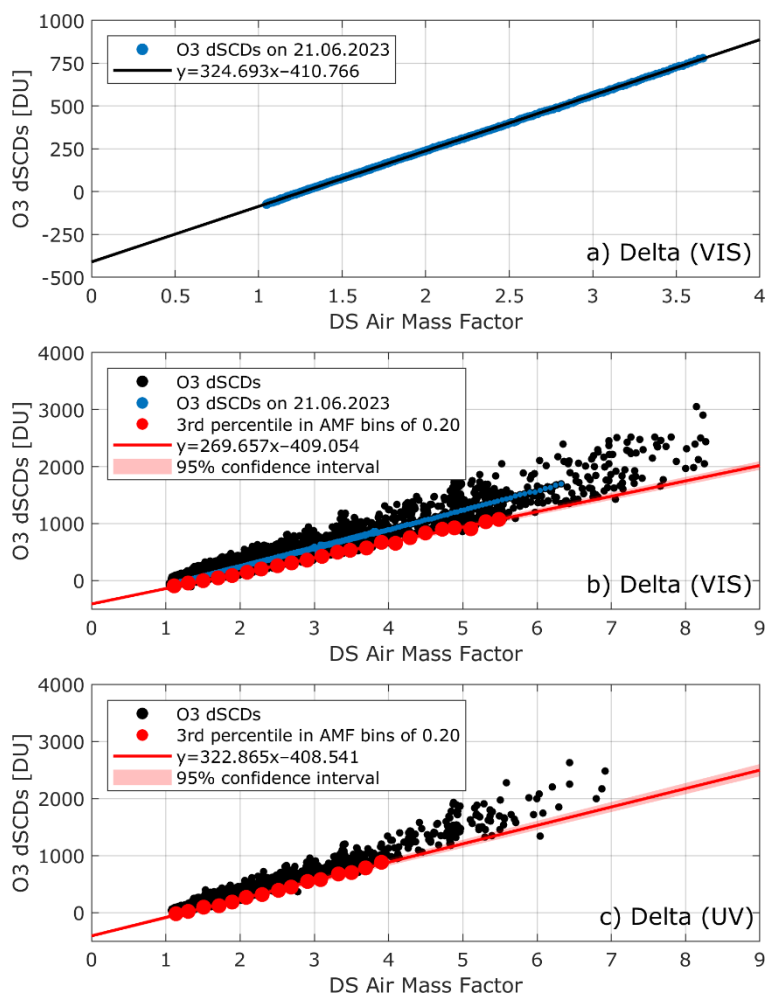 1000
750
500
250
0
-250
-500
O3 dSCDs [DU]
O3 dSCDs on 21.06.2023
y=324.693x−410.766
a) Delta (VIS)
0 0.5 1 1.5 2 2.5 3 3.5 4
DS Air Mass Factor
4000
3000
2000
1000
0
O3 dSCDs [DU]
O3 dSCDs
O3 dSCDs on 21.06.2023
3rd percentile in AMF bins of 0.20
y=269.657x−409.054
95% confidence interval
b) Delta (VIS)
0 1 2 3 4 5 6 7 8 9
DS Air Mass Factor
4000
3000
2000
1000
0
O3 dSCDs [DU]
O3 dSCDs
3rd percentile in AMF bins of 0.20
y=322.865x−408.541
95% confidence interval
c) Delta (UV)
0 1 2 3 4 5 6 7 8 9
DS Air Mass Factor